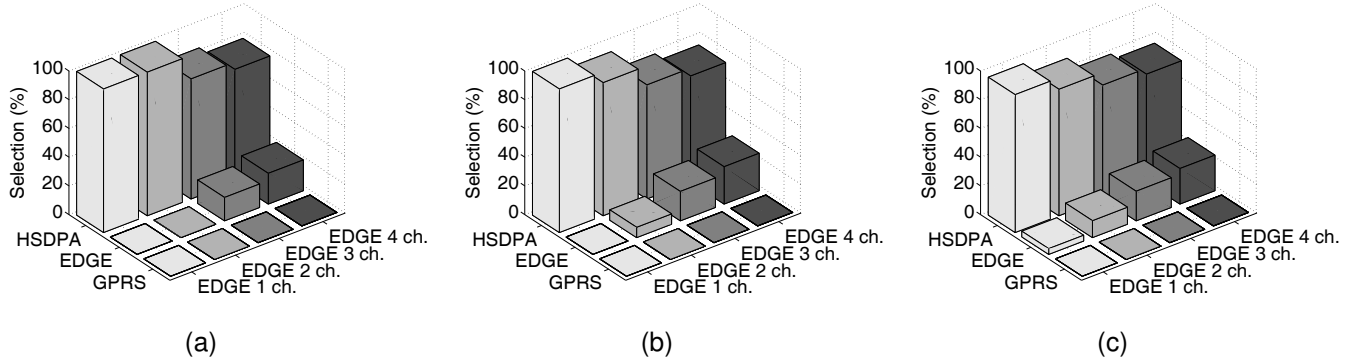 100
80
60
40
20
0
Selection (%)
HSDPA
EDGE
GPRS
EDGE 4 ch.
EDGE 3 ch.
EDGE 2 ch.
EDGE 1 ch.
(a)
100
80
60
40
20
0
Selection (%)
HSDPA
EDGE
GPRS
EDGE 4 ch.
EDGE 3 ch.
EDGE 2 ch.
EDGE 1 ch.
(b)
100
80
60
40
20
0
Selection (%)
HSDPA
EDGE
GPRS
EDGE 4 ch.
EDGE 3 ch.
EDGE 2 ch.
EDGE 1 ch.
(c)